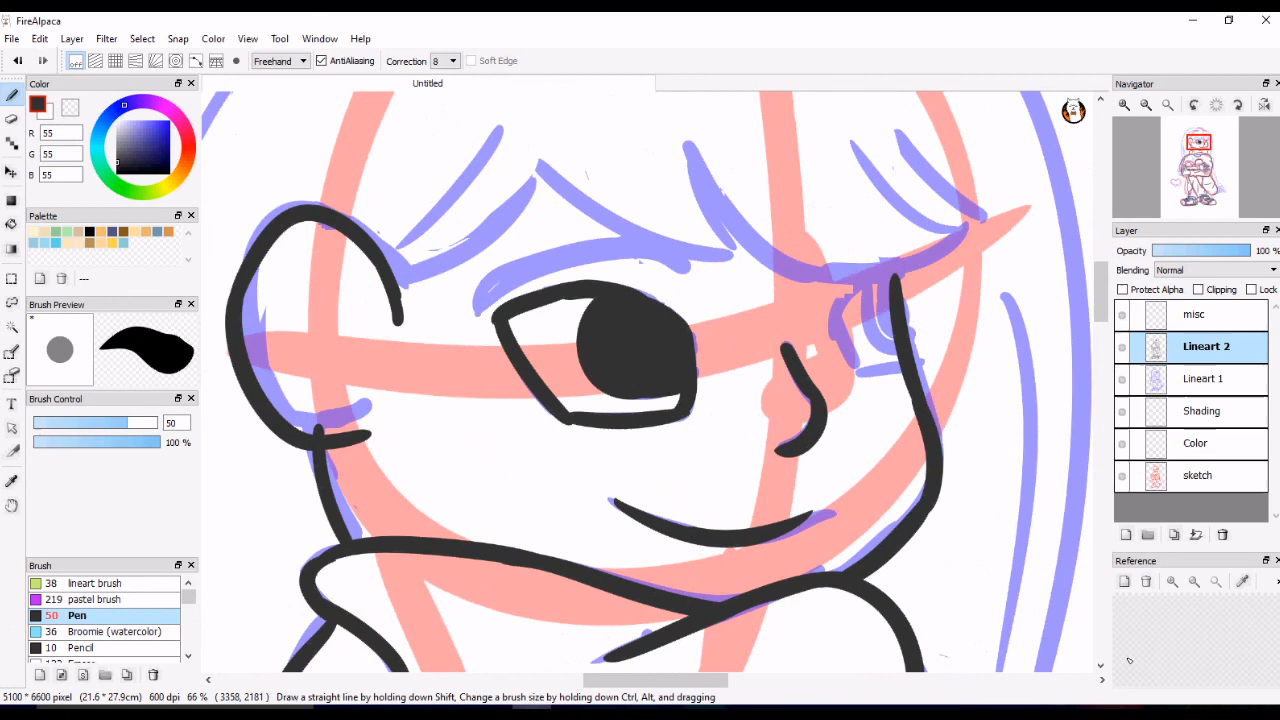 FireAlpaca
File Edit Layer Filter Select Snap Color View Tool Window Help
OFF Freehand AntiAliasing Correction 8 Soft Edge
Color
Untitled
Navigator
R 55
G 55
B 55
Palette
---
Layer
Opacity 100 %
Blending Normal
Protect Alpha Clipping Lock
Brush Preview
*
misc
Lineart 2
Lineart 1
Shading
Color
sketch
Brush Control
50
100 %
Reference
Brush
38 lineart brush
219 pastel brush
50 Pen
36 Broomie (watercolor)
10 Pencil
5100 * 6600 pixel (21.6 * 27.9cm) 600 dpi 66 % ( 3358, 2181 ) Draw a straight line by holding down Shift, Change a brush size by holding down Ctrl, Alt, and dragging